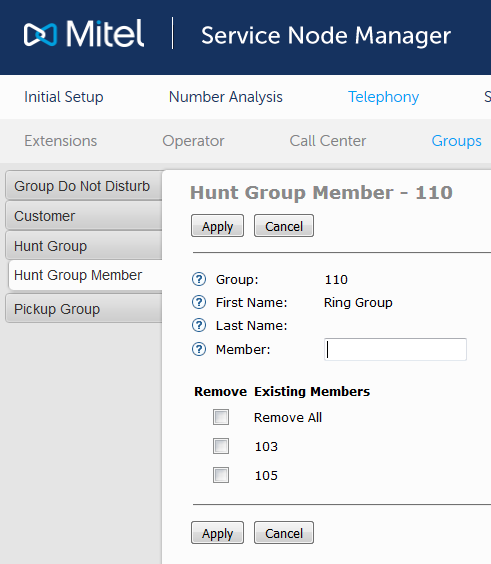 Mitel Service Node Manager
Initial Setup Number Analysis Telephony S
Extensions Operator Call Center Groups
Group Do Not Disturb
Customer
Hunt Group
Hunt Group Member
Pickup Group
Hunt Group Member - 110
Apply Cancel
? Group: 110
? First Name: Ring Group
? Last Name:
? Member:
Remove Existing Members
Remove All
103
105
Apply Cancel